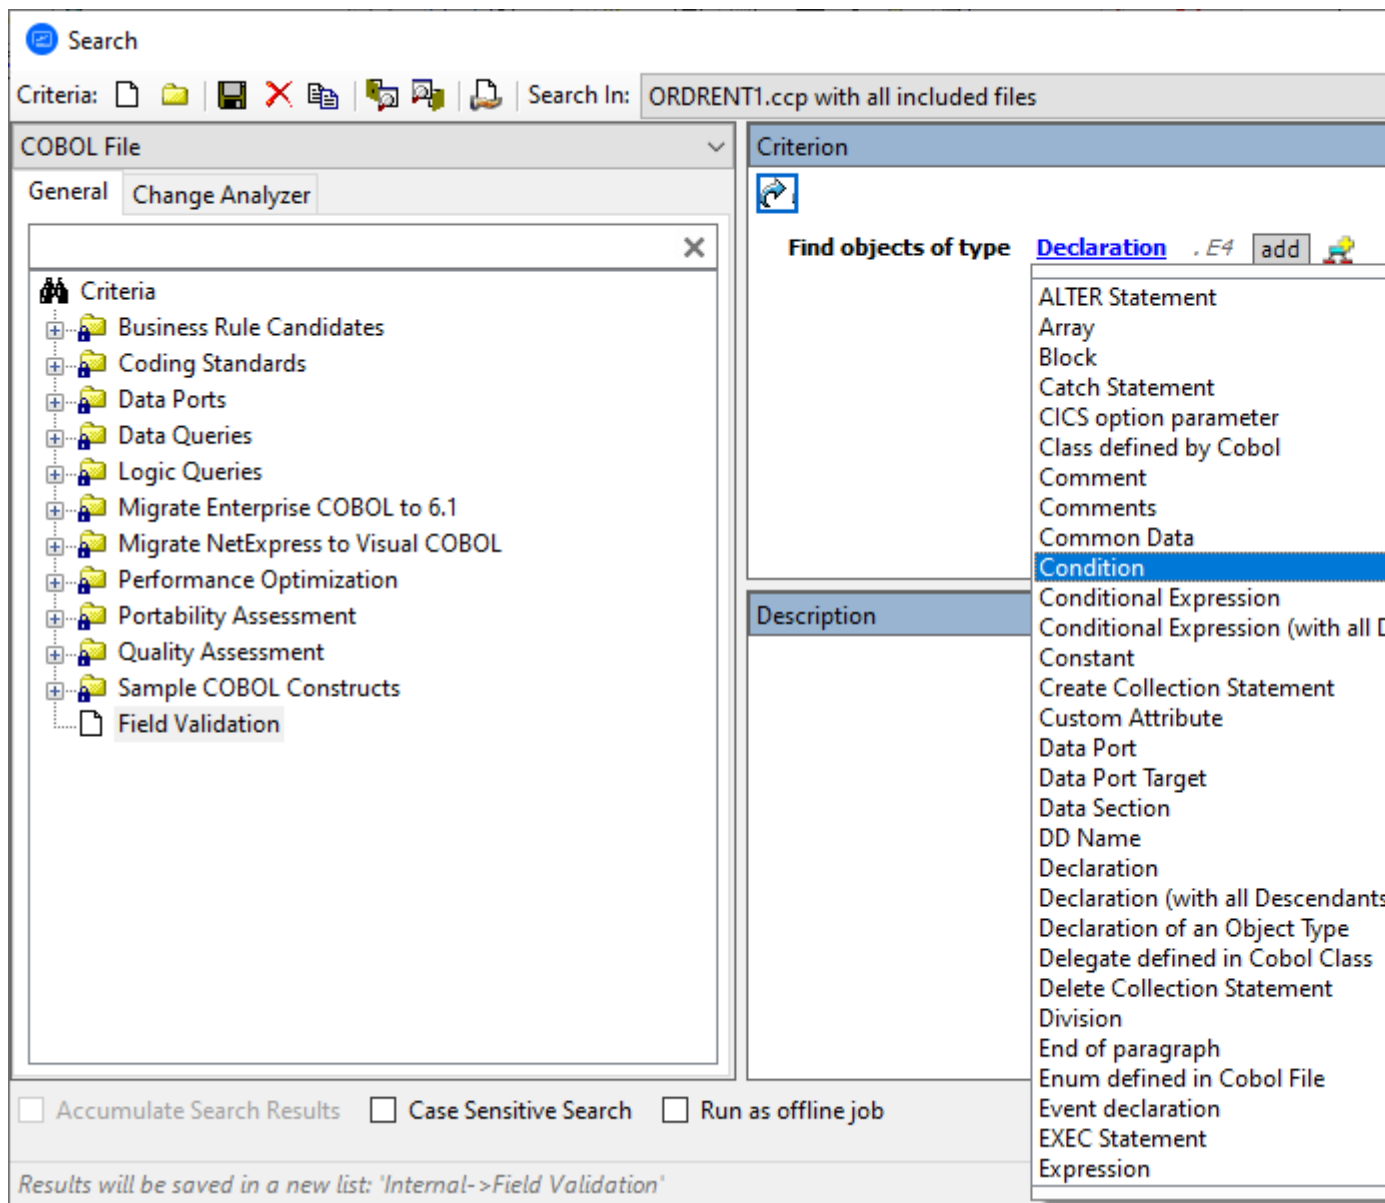 Search
Criteria: Search In: ORDRENT1.ccp with all included files
COBOL File
General Change Analyzer
Criteria
Business Rule Candidates
Coding Standards
Data Ports
Data Queries
Logic Queries
Migrate Enterprise COBOL to 6.1
Migrate NetExpress to Visual COBOL
Performance Optimization
Portability Assessment
Quality Assessment
Sample COBOL Constructs
Field Validation
Criterion
Find objects of type Declaration . E4 add
ALTER Statement
Array
Block
Catch Statement
CICS option parameter
Class defined by Cobol
Comment
Comments
Common Data
Condition
Conditional Expression
Conditional Expression (with all D
Constant
Create Collection Statement
Custom Attribute
Data Port
Data Port Target
Data Section
DD Name
Declaration
Declaration (with all Descendants
Declaration of an Object Type
Delegate defined in Cobol Class
Delete Collection Statement
Division
End of paragraph
Enum defined in Cobol File
Event declaration
EXEC Statement
Expression
Description
Accumulate Search Results Case Sensitive Search Run as offline job
Results will be saved in a new list: 'Internal->Field Validation'